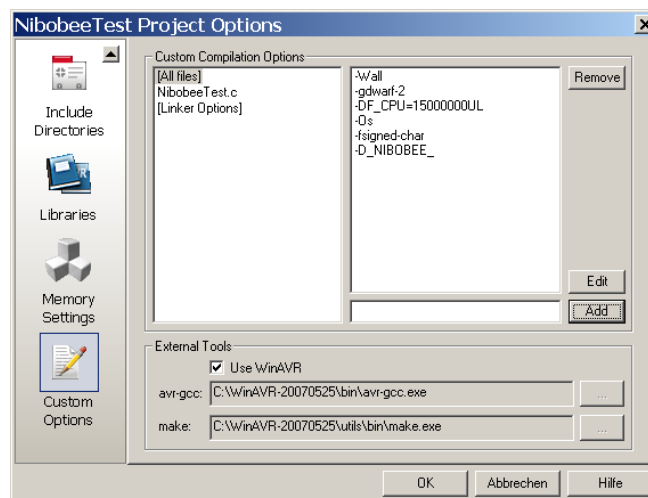 NibobeeTest Project Options
Include
Directories
Libraries
Memory
Settings
Custom
Options
Custom Compilation Options
[All files]
NibobeeTest.c
[Linker Options]
-Wall
-gdwarf-2
-DF_CPU=15000000UL
-Os
-fsigned-char
-D_NIBOBEE_
Remove
Edit
Add
External Tools
Use WinAVR
avr-gcc: C:\WinAVR-20070525\bin\avr-gcc.exe ...
make: C:\WinAVR-20070525\utils\bin\make.exe ...
OK Abbrechen Hilfe